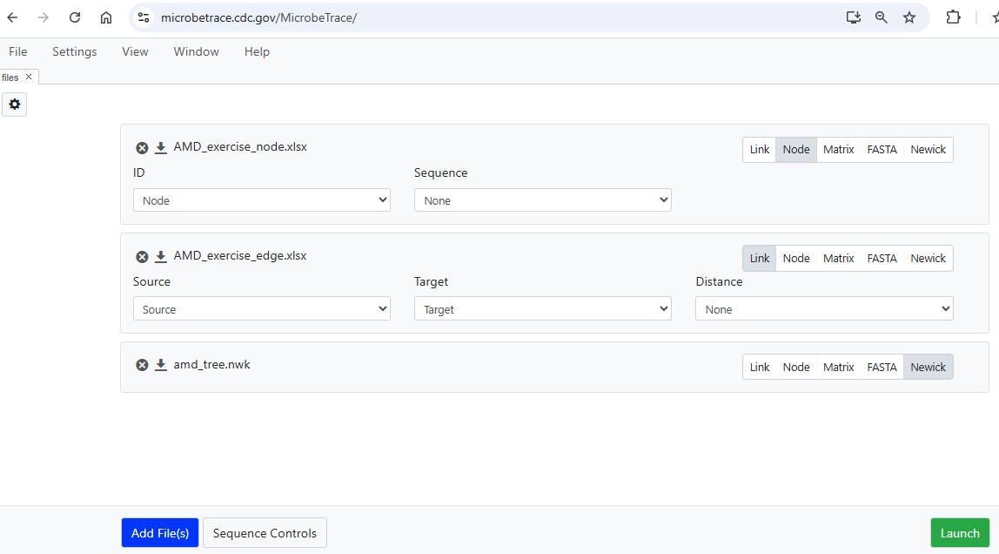 microbetrace.cdc.gov/MicrobeTrace/
File Settings View Window Help
files
AMD_exercise_node.xlsx Link Node Matrix FASTA Newick
ID Sequence
Node None
AMD_exercise_edge.xlsx Link Node Matrix FASTA Newick
Source Target Distance
Source Target None
amd_tree.nwk Link Node Matrix FASTA Newick
Add File(s) Sequence Controls Launch